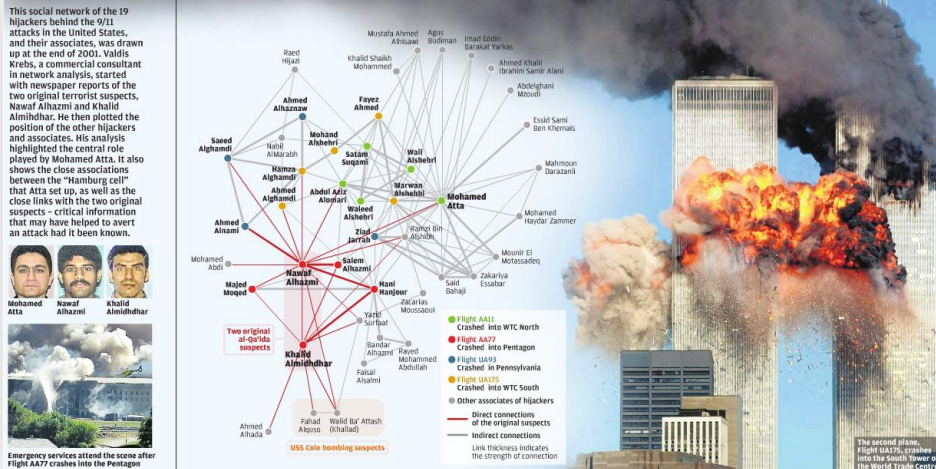 This social network of the 19
hijackers behind the 9/11
attacks in the United States,
and their associates, was drawn
up at the end of 2001. Valdis
Krebs, a commercial consultant
in network analysis, started
with newspaper reports of the
two original terrorist suspects,
Nawaf Alhazmi and Khalid
Almihdhar. He then plotted the
position of the other hijackers
and associates. His analysis
highlighted the central role
played by Mohamed Atta. It also
shows the close associations
between the "Hamburg cell"
that Atta set up, as well as the
close links with the two original
suspects – critical information
that may have helped to avert
an attack had it been known.
Mohamed
Atta
Nawaf
Alhazmi
Khalid
Almidhdhar
Emergency services attend the scene after
Flight AA77 crashes into the Pentagon
Mustafa Ahmed
Alhisawi
Agus
Budiman
Imad Eddin
Barakat Yarkas
Raed
Hijazi
Khalid Shaikh
Mohammed
Ahmed Khalil
Ibrahim Samir Alani
Abdelghani
Mzoudi
Ahmed
Alhaznaw
Fayez
Ahmed
Essid Sami
Ben Khemais
Saeed
Alghamdi
Nabil
AlMarabh
Mohand
Alshehri
Satam
Suqami
Wail
Alshehri
Hamza
Alghamdi
Mahmoun
Darazanli
Ahmed
Alghamdi
Abdul Aziz
Alomari
Marwan
Alshehhi
Mohamed
Atta
Waleed
Alshehri
Mohamed
Haydar Zammer
Ahmed
Alnami
Ziad
Jarrah
Ramzi Bin
Alshibh
Mounir El
Motassadeq
Mohamed
Abdi
Nawaf
Alhazmi
Salem
Alhazmi
Said
Bahaji
Zakariya
Essabar
Majed
Moqed
Hani
Hanjour
Zacarias
Moussaoui
Two original
al-Qa'ida
suspects
Yazid
Surfaat
Khalid
Almidhdhar
Bandar
Alhazmi
Rayed
Mohammed
Abdullah
Faisal
Alsalmi
Ahmed
Alhada
Fahad
Alquso
Walid Ba' Attash
(Khallad)
USS Cole bombing suspects
Flight AA11
Crashed into WTC North
Flight AA77
Crashed into Pentagon
Flight UA93
Crashed in Pennsylvania
Flight UA175
Crashed into WTC South
Other associates of hijackers
Direct connections
of the original suspects
Indirect connections
Link thickness indicates
the strength of connection
The second plane,
Flight UA175, crashes
into the South Tower o
the World Trade Centr